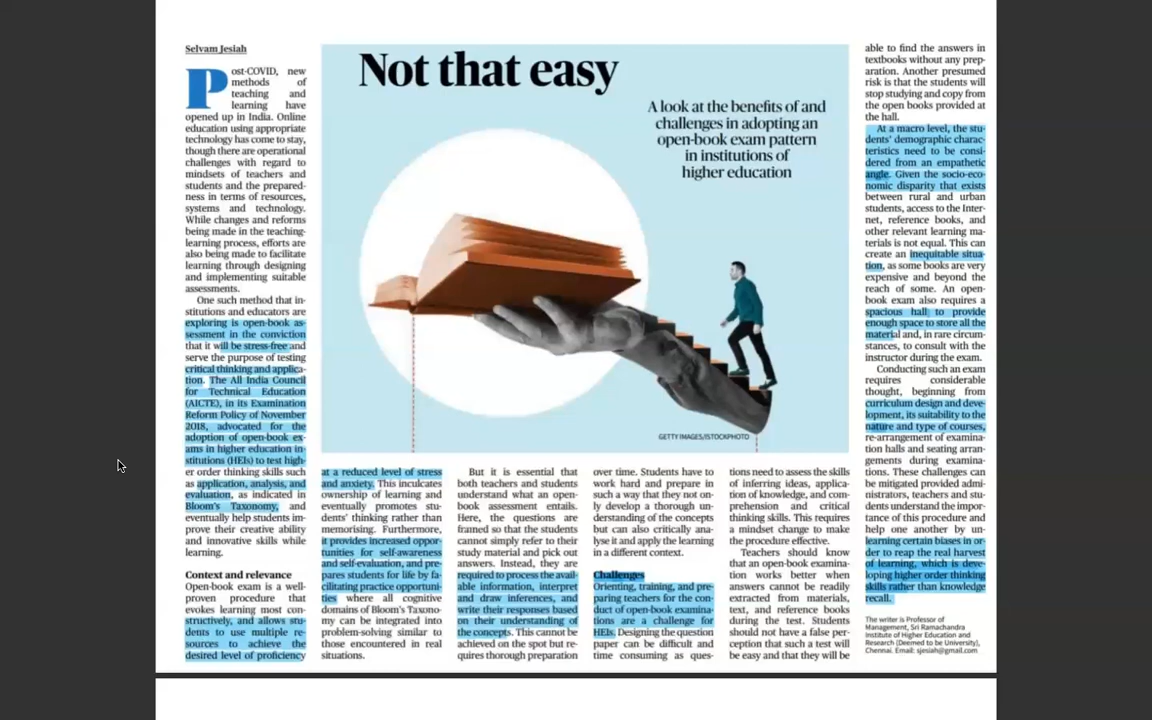 Selvam Jesiah
Post-COVID, new
methods of
teaching and
learning have
opened up in India. Online
education using appropriate
technology has come to stay,
though there are operational
challenges with regard to
mindsets of teachers and
students and the prepared-
ness in terms of resources,
systems and technology.
While changes and reforms
being made in the teaching-
learning process, efforts are
also being made to facilitate
learning through designing
and implementing suitable
assessments.
One such method that in-
stitutions and educators are
exploring is open-book as-
sessment in the conviction
that it will be stress-free and
serve the purpose of testing
critical thinking and applica-
tion. The All India Council
for Technical Education
(AICTE), in its Examination
Reform Policy of November
2018, advocated for the
adoption of open-book ex-
ams in higher education in-
stitutions (HEIs) to test high-
er order thinking skills such
as application, analysis, and
evaluation, as indicated in
Bloom's Taxonomy, and
eventually help students im-
prove their creative ability
and innovative skills while
learning.
Context and relevance
Open-book exam is a well-
proven procedure that
evokes learning most con-
structively, and allows stu-
dents to use multiple re-
sources to achieve the
desired level of proficiency
Not that easy
A look at the benefits of and
challenges in adopting an
open-book exam pattern
in institutions of
higher education
GETTY IMAGES/ISTOCKPHOTO
at a reduced level of stress
and anxiety. This inculcates
ownership of learning and
eventually promotes stu-
dents' thinking rather than
memorising. Furthermore,
it provides increased oppor-
tunities for self-awareness
and self-evaluation, and pre-
pares students for life by fa-
cilitating practice opportuni-
ties where all cognitive
domains of Bloom's Taxono-
my can be integrated into
problem-solving similar to
those encountered in real
situations.
But it is essential that
both teachers and students
understand what an open-
book assessment entails.
Here, the questions are
framed so that the students
cannot simply refer to their
study material and pick out
answers. Instead, they are
required to process the avail-
able information, interpret
and draw inferences, and
write their responses based
on their understanding of
the concepts. This cannot be
achieved on the spot but re-
quires thorough preparation
over time. Students have to
work hard and prepare in
such a way that they not on-
ly develop a thorough un-
derstanding of the concepts
but can also critically ana-
lyse it and apply the learning
in a different context.
Challenges
Orienting, training, and pre-
paring teachers for the con-
duct of open-book examina-
tions are a challenge for
HEIs. Designing the question
paper can be difficult and
time consuming as ques-
tions need to assess the skills
of inferring ideas, applica-
tion of knowledge, and com-
prehension and critical
thinking skills. This requires
a mindset change to make
the procedure effective.
Teachers should know
that an open-book examina-
tion works better when
answers cannot be readily
extracted from materials,
text, and reference books
during the test. Students
should not have a false per-
ception that such a test will
be easy and that they will be
able to find the answers in
textbooks without any prep-
aration. Another presumed
risk is that the students will
stop studying and copy from
the open books provided at
the hall.
At a macro level, the stu-
dents' demographic charac-
teristics need to be consi-
dered from an empathetic
angle. Given the socio-eco-
nomic disparity that exists
between rural and urban
students, access to the Inter-
net, reference books, and
other relevant learning ma-
terials is not equal. This can
create an inequitable situa-
tion, as some books are very
expensive and beyond the
reach of some. An open-
book exam also requires a
spacious hall to provide
enough space to store all the
material and, in rare circum-
stances, to consult with the
instructor during the exam.
Conducting such an exam
requires considerable
thought, beginning from
curriculum design and deve-
lopment, its suitability to the
nature and type of courses,
re-arrangement of examina-
tion halls and seating arran-
gements during examina-
tions. These challenges can
be mitigated provided admi-
nistrators, teachers and stu-
dents understand the impor-
tance of this procedure and
help one another by un-
learning certain biases in or-
der to reap the real harvest
of learning, which is deve-
loping higher order thinking
skills rather than knowledge
recall.
The writer is Professor of
Management, Sri Ramachandra
Institute of Higher Education and
Research (Deemed to be University),
Chennai. Email: sjesiah@gmail.com